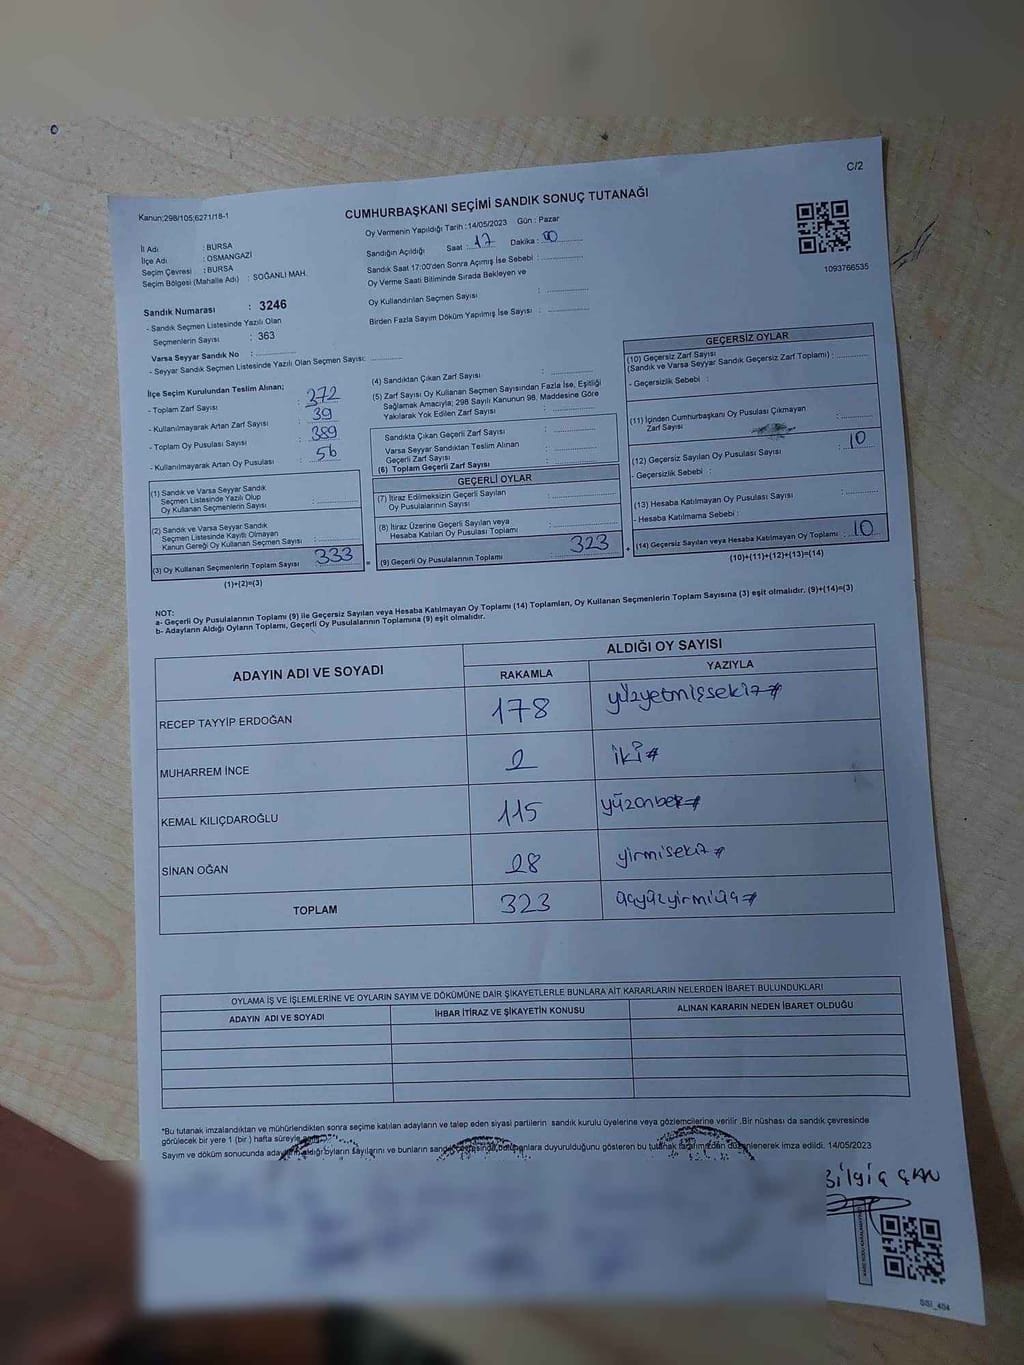 C/2
Kanun;298/105;6271/18-1
CUMHURBAŞKANI SEÇİMİ SANDIK SONUÇ TUTANAĞI
Oy Vermenin Yapıldığı Tarih :14/05/2023 Gün : Pazar
İl Adı : BURSA
İlçe Adı : OSMANGAZİ
Seçim Çevresi : BURSA
Seçim Bölgesi (Mahalle Adı) : SOĞANLI MAH.
Sandığın Açıldığı Saat : 17 Dakika : 00
Sandık Saat 17:00'den Sonra Açımış İse Sebebi :
Oy Verme Saati Bitiminde Sırada Bekleyen ve
Oy Kullandırılan Seçmen Sayısı :
Birden Fazla Sayım Döküm Yapılmış İse Sayısı :
1093766535
Sandık Numarası : 3246
- Sandık Seçmen Listesinde Yazılı Olan
Seçmenlerin Sayısı : 363
Varsa Seyyar Sandık No :
- Seyyar Sandık Seçmen Listesinde Yazılı Olan Seçmen Sayısı:
İlçe Seçim Kurulundan Teslim Alınan;
- Toplam Zarf Sayısı : 372
- Kullanılmayarak Artan Zarf Sayısı : 39
- Toplam Oy Pusulası Sayısı : 389
- Kullanılmayarak Artan Oy Pusulası : 56
(1) Sandık ve Varsa Seyyar Sandık
Seçmen Listesinde Yazılı Olup
Oy Kullanan Seçmenlerin Sayısı :
(2) Sandık ve Varsa Seyyar Sandık
Seçmen Listesinde Kayıtlı Olmayan
Kanun Gereği Oy Kullanan Seçmen Sayısı :
(3) Oy Kullanan Seçmenlerin Toplam Sayısı : 333
(1)+(2)=(3)
(4) Sandıktan Çıkan Zarf Sayısı :
(5) Zarf Sayısı Oy Kulanan Seçmen Sayısından Fazla İse, Eşitliği
Sağlamak Amacıyla; 298 Sayılı Kanunun 98. Maddesine Göre
Yakılarak Yok Edilen Zarf Sayısı :
Sandıkta Çıkan Geçerli Zarf Sayısı :
Varsa Seyyar Sandıktan Teslim Alınan
Geçerli Zarf Sayısı :
(6) Toplam Geçerli Zarf Sayısı :
GEÇERLİ OYLAR
(7) İtiraz Edilmeksizin Geçerli Sayılan
Oy Pusulalarının Sayısı :
(8) İtiraz Üzerine Geçerli Sayılan veya
Hesaba Katılan Oy Pusulası Toplamı :
(9) Geçerli Oy Pusulalarının Toplamı : 323
GEÇERSİZ OYLAR
(10) Geçersiz Zarf Sayısı
(Sandık ve Varsa Seyyar Sandık Geçersiz Zarf Toplamı) :
- Geçersizlik Sebebi :
(11) İçinden Cumhurbaşkanı Oy Pusulası Çıkmayan
Zarf Sayısı :
(12) Geçersiz Sayılan Oy Pusulası Sayısı : 10
- Geçersizlik Sebebi :
(13) Hesaba Katılmayan Oy Pusulası Sayısı :
- Hesaba Katılmama Sebebi :
(14) Geçersiz Sayılan veya Hesaba Katılmayan Oy Toplamı : 10
(10)+(11)+(12)+(13)=(14)
NOT:
a- Geçerli Oy Pusulalarının Toplamı (9) ile Geçersiz Sayılan veya Hesaba Katılmayan Oy Toplamı (14) Toplamları, Oy Kullanan Seçmenlerin Toplam Sayısına (3) eşit olmalıdır. (9)+(14)=(3)
b- Adayların Aldığı Oyların Toplamı, Geçerli Oy Pusulalarının Toplamına (9) eşit olmalıdır.
ADAYIN ADI VE SOYADI ALDIĞI OY SAYISI
RAKAMLA YAZIYLA
RECEP TAYYİP ERDOĞAN 178 yüzyetmişsekiz#
MUHARREM İNCE 2 iki#
KEMAL KILIÇDAROĞLU 115 yüzonbeş#
SİNAN OĞAN 28 yirmisekiz#
TOPLAM 323 üçyüzyirmiüç#
OYLAMA İŞ VE İŞLEMLERİNE VE OYLARIN SAYIM VE DÖKÜMÜNE DAİR ŞİKAYETLERLE BUNLARA AİT KARARLARIN NELERDEN İBARET BULUNDUKLARI
ADAYIN ADI VE SOYADI İHBAR İTİRAZ VE ŞİKAYETİN KONUSU ALINAN KARARIN NEDEN İBARET OLDUĞU
*Bu tutanak imzalandıktan ve mühürlendikten sonra seçime katılan adayların ve talep eden siyasi partilerin sandık kurulu üyelerine veya gözlemcilerine verilir .Bir nüshası da sandık çevresinde
görülecek bir yere 1 (bir ) hafta süreyle
Sayım ve döküm sonucunda oyların sayılarını ve bunların duyurulduğunu gösteren bu düzenlenerek imza edildi. 14/05/2023
Bilgiç ÇAN
SSİ_484